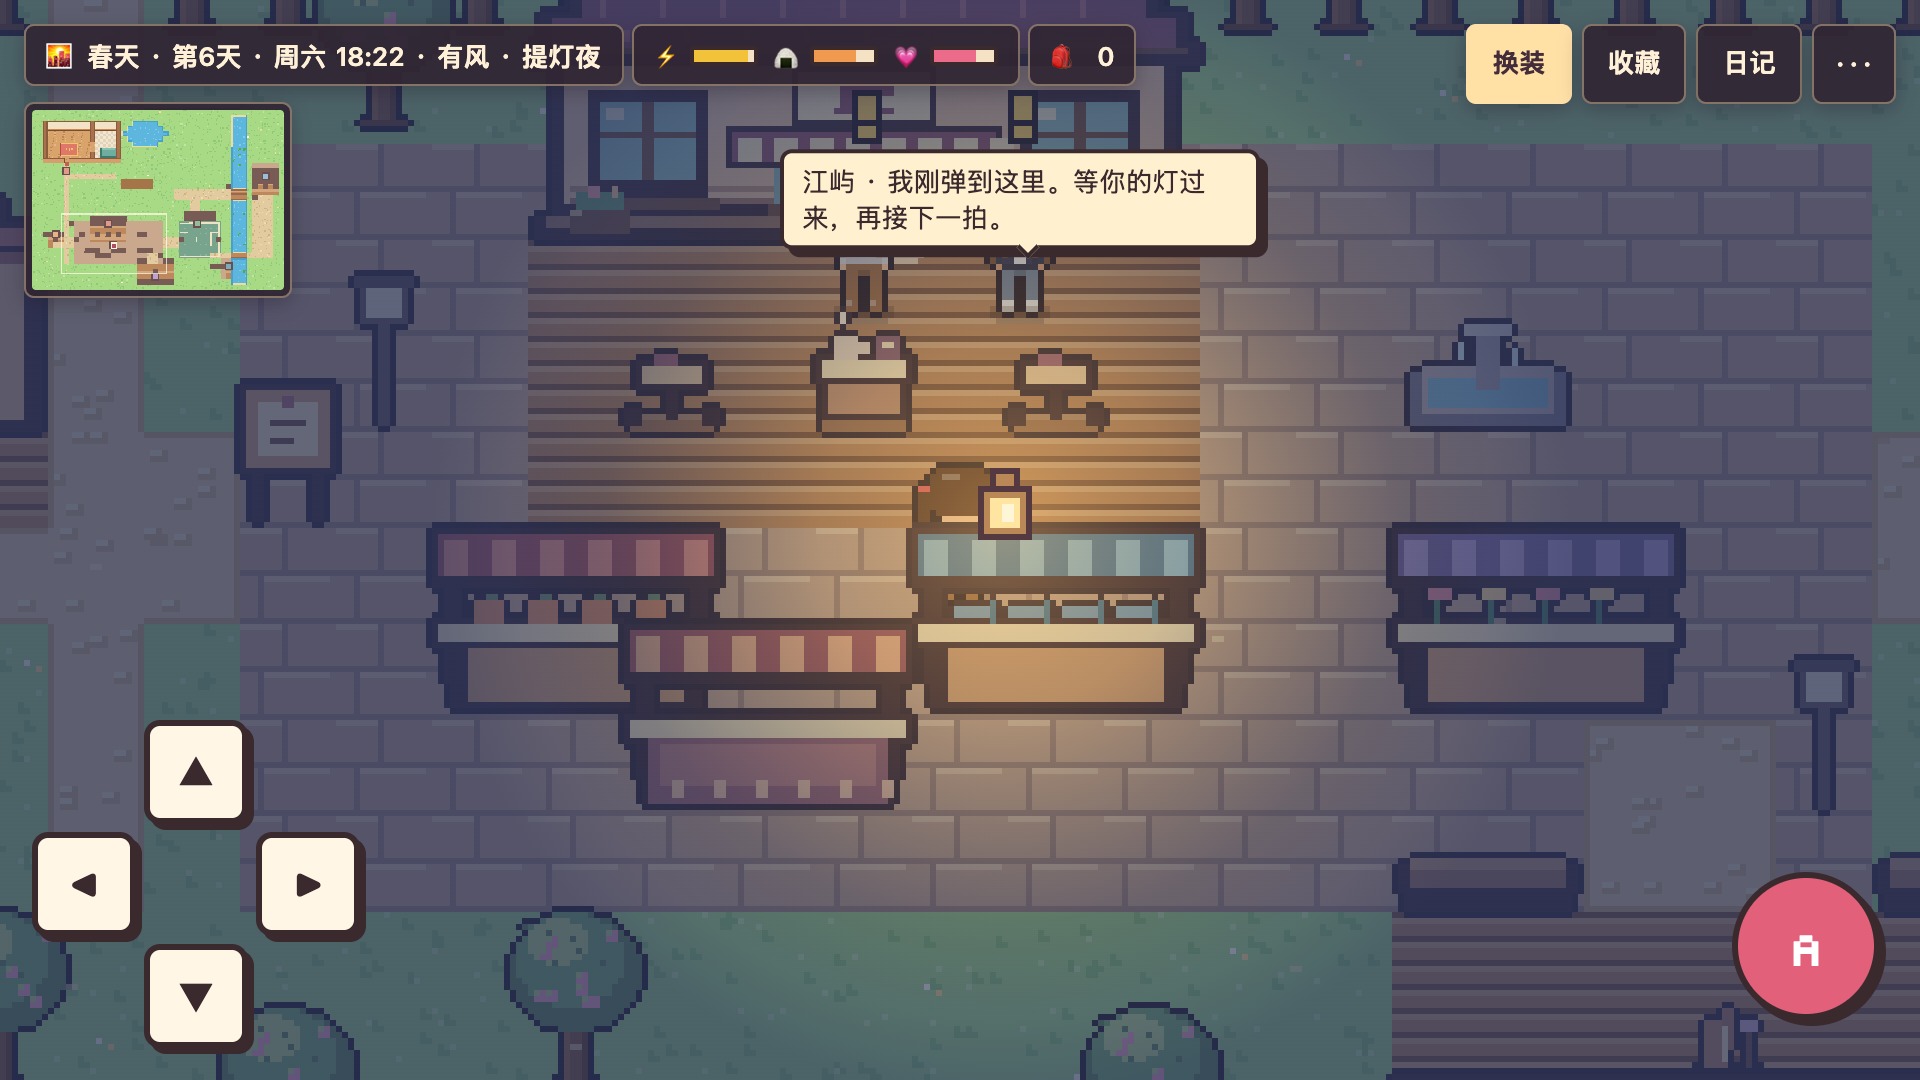 春天 · 第6天 · 周六 18:22 · 有风 · 提灯夜
0
换装
收藏
日记
···
江屿 · 我刚弹到这里。等你的灯过
来，再接下一拍。
A